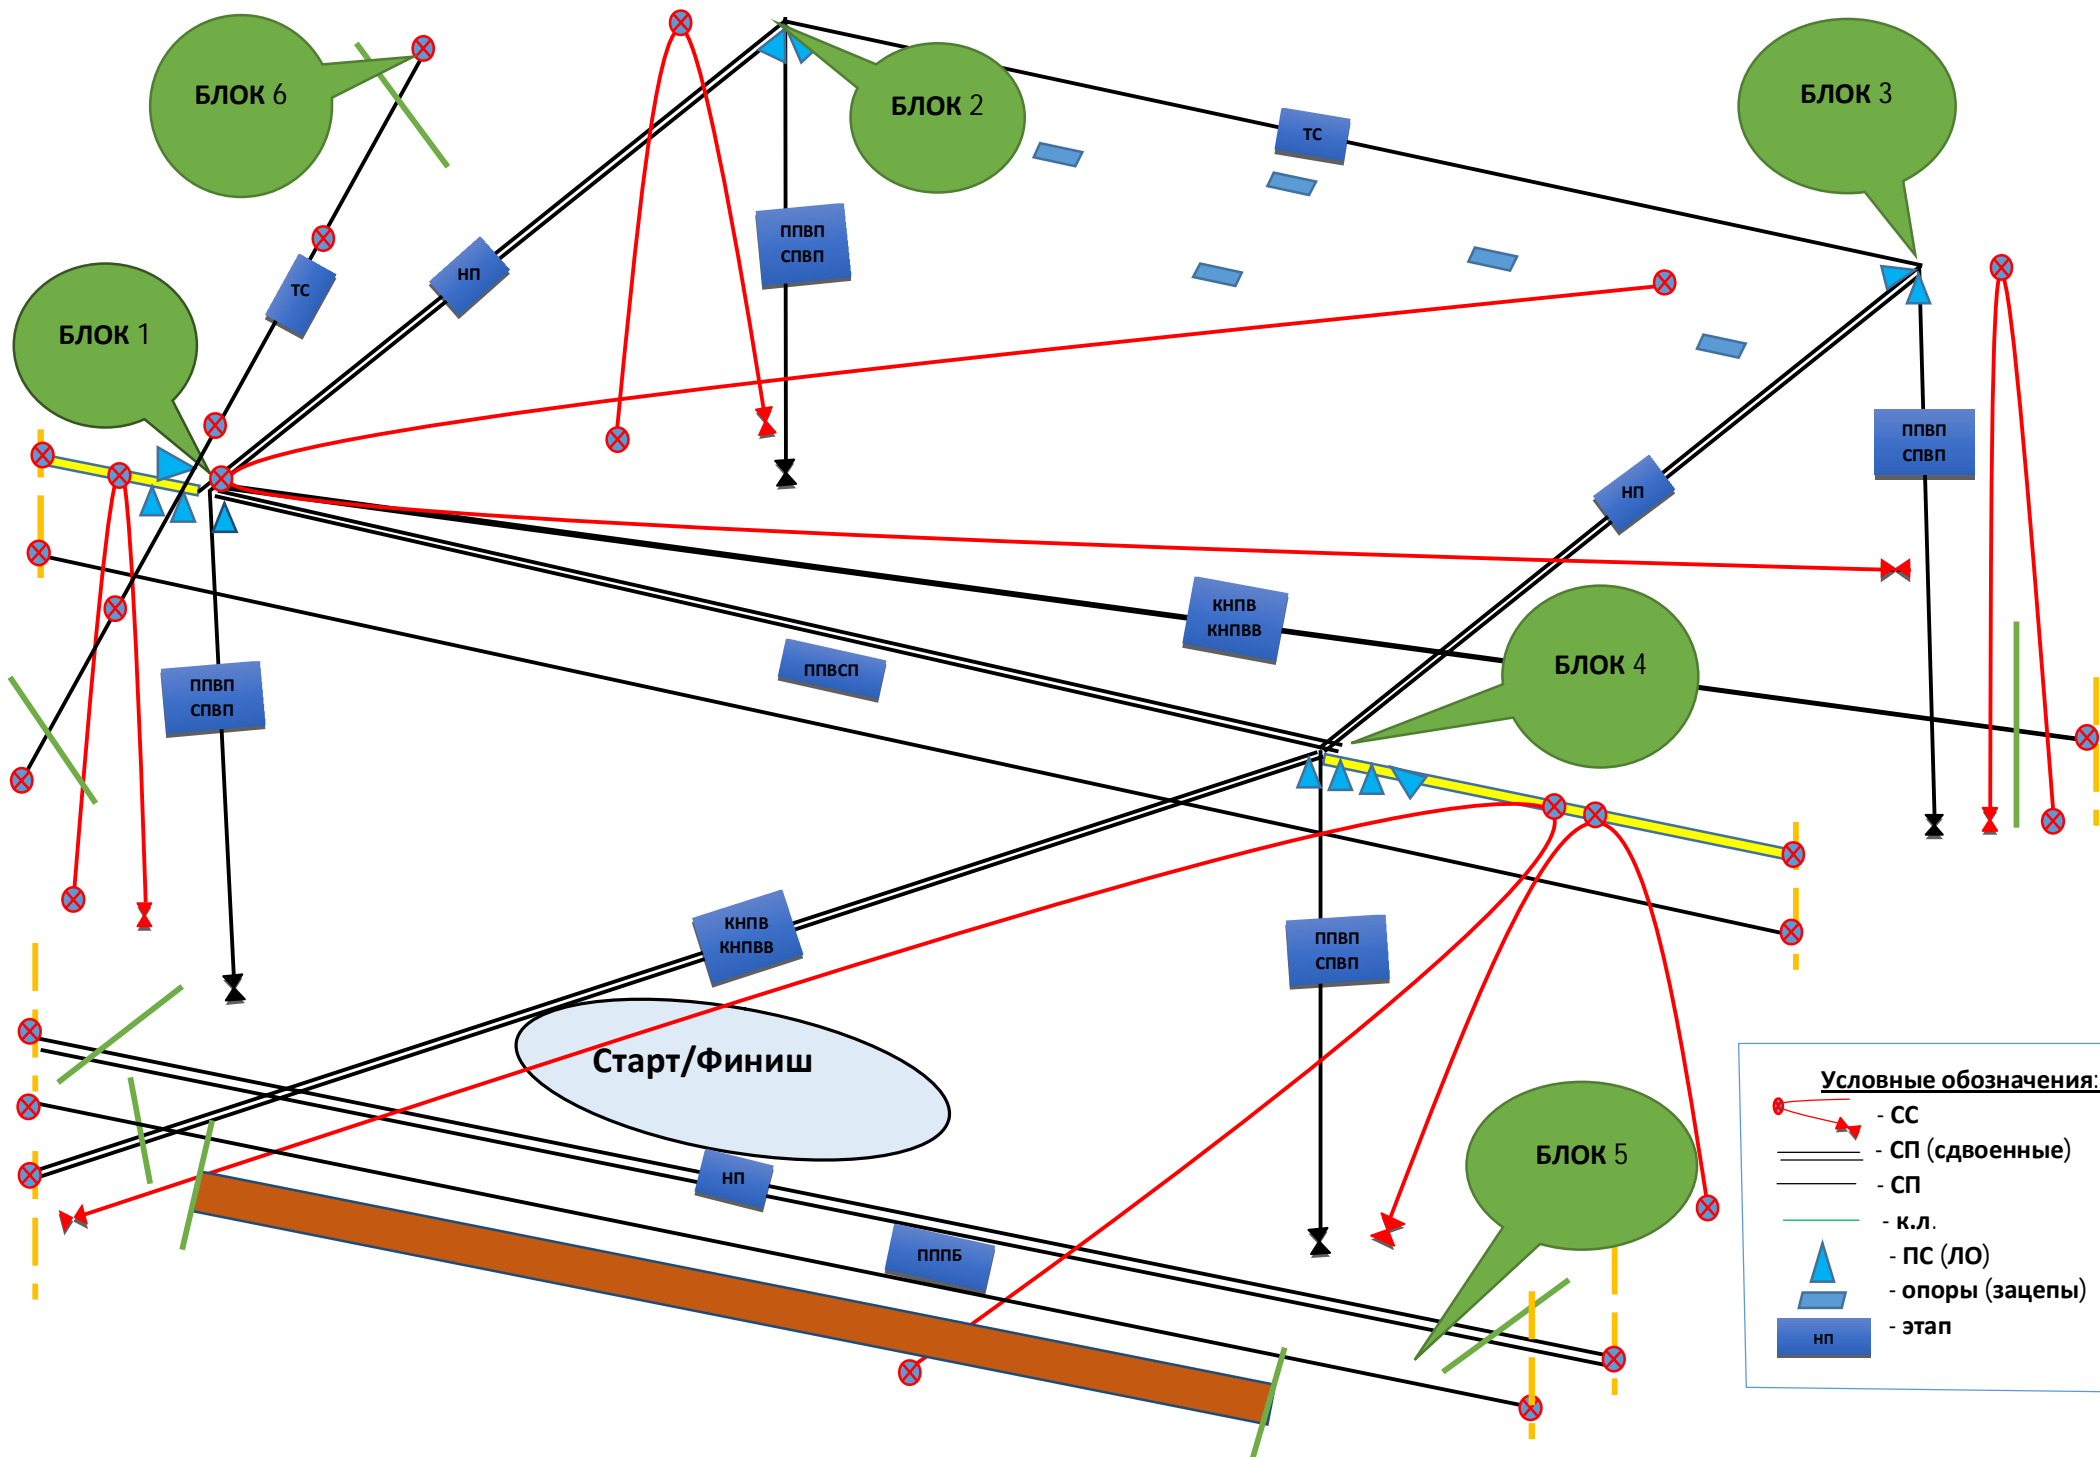 БЛОК 6
БЛОК 2
БЛОК 3
ТС
ППВП
СПВП
НП
ТС
БЛОК 1
ППВП
СПВП
НП
КНПВ
КНПВВ
ППВСП
БЛОК 4
ППВП
СПВП
КНПВ
КНПВВ
ППВП
СПВП
Старт/Финиш
НП
ПППБ
БЛОК 5
Условные обозначения:
- СС
- СП (сдвоенные)
- СП
- к.л.
- ПС (ЛО)
- опоры (зацепы)
НП - этап